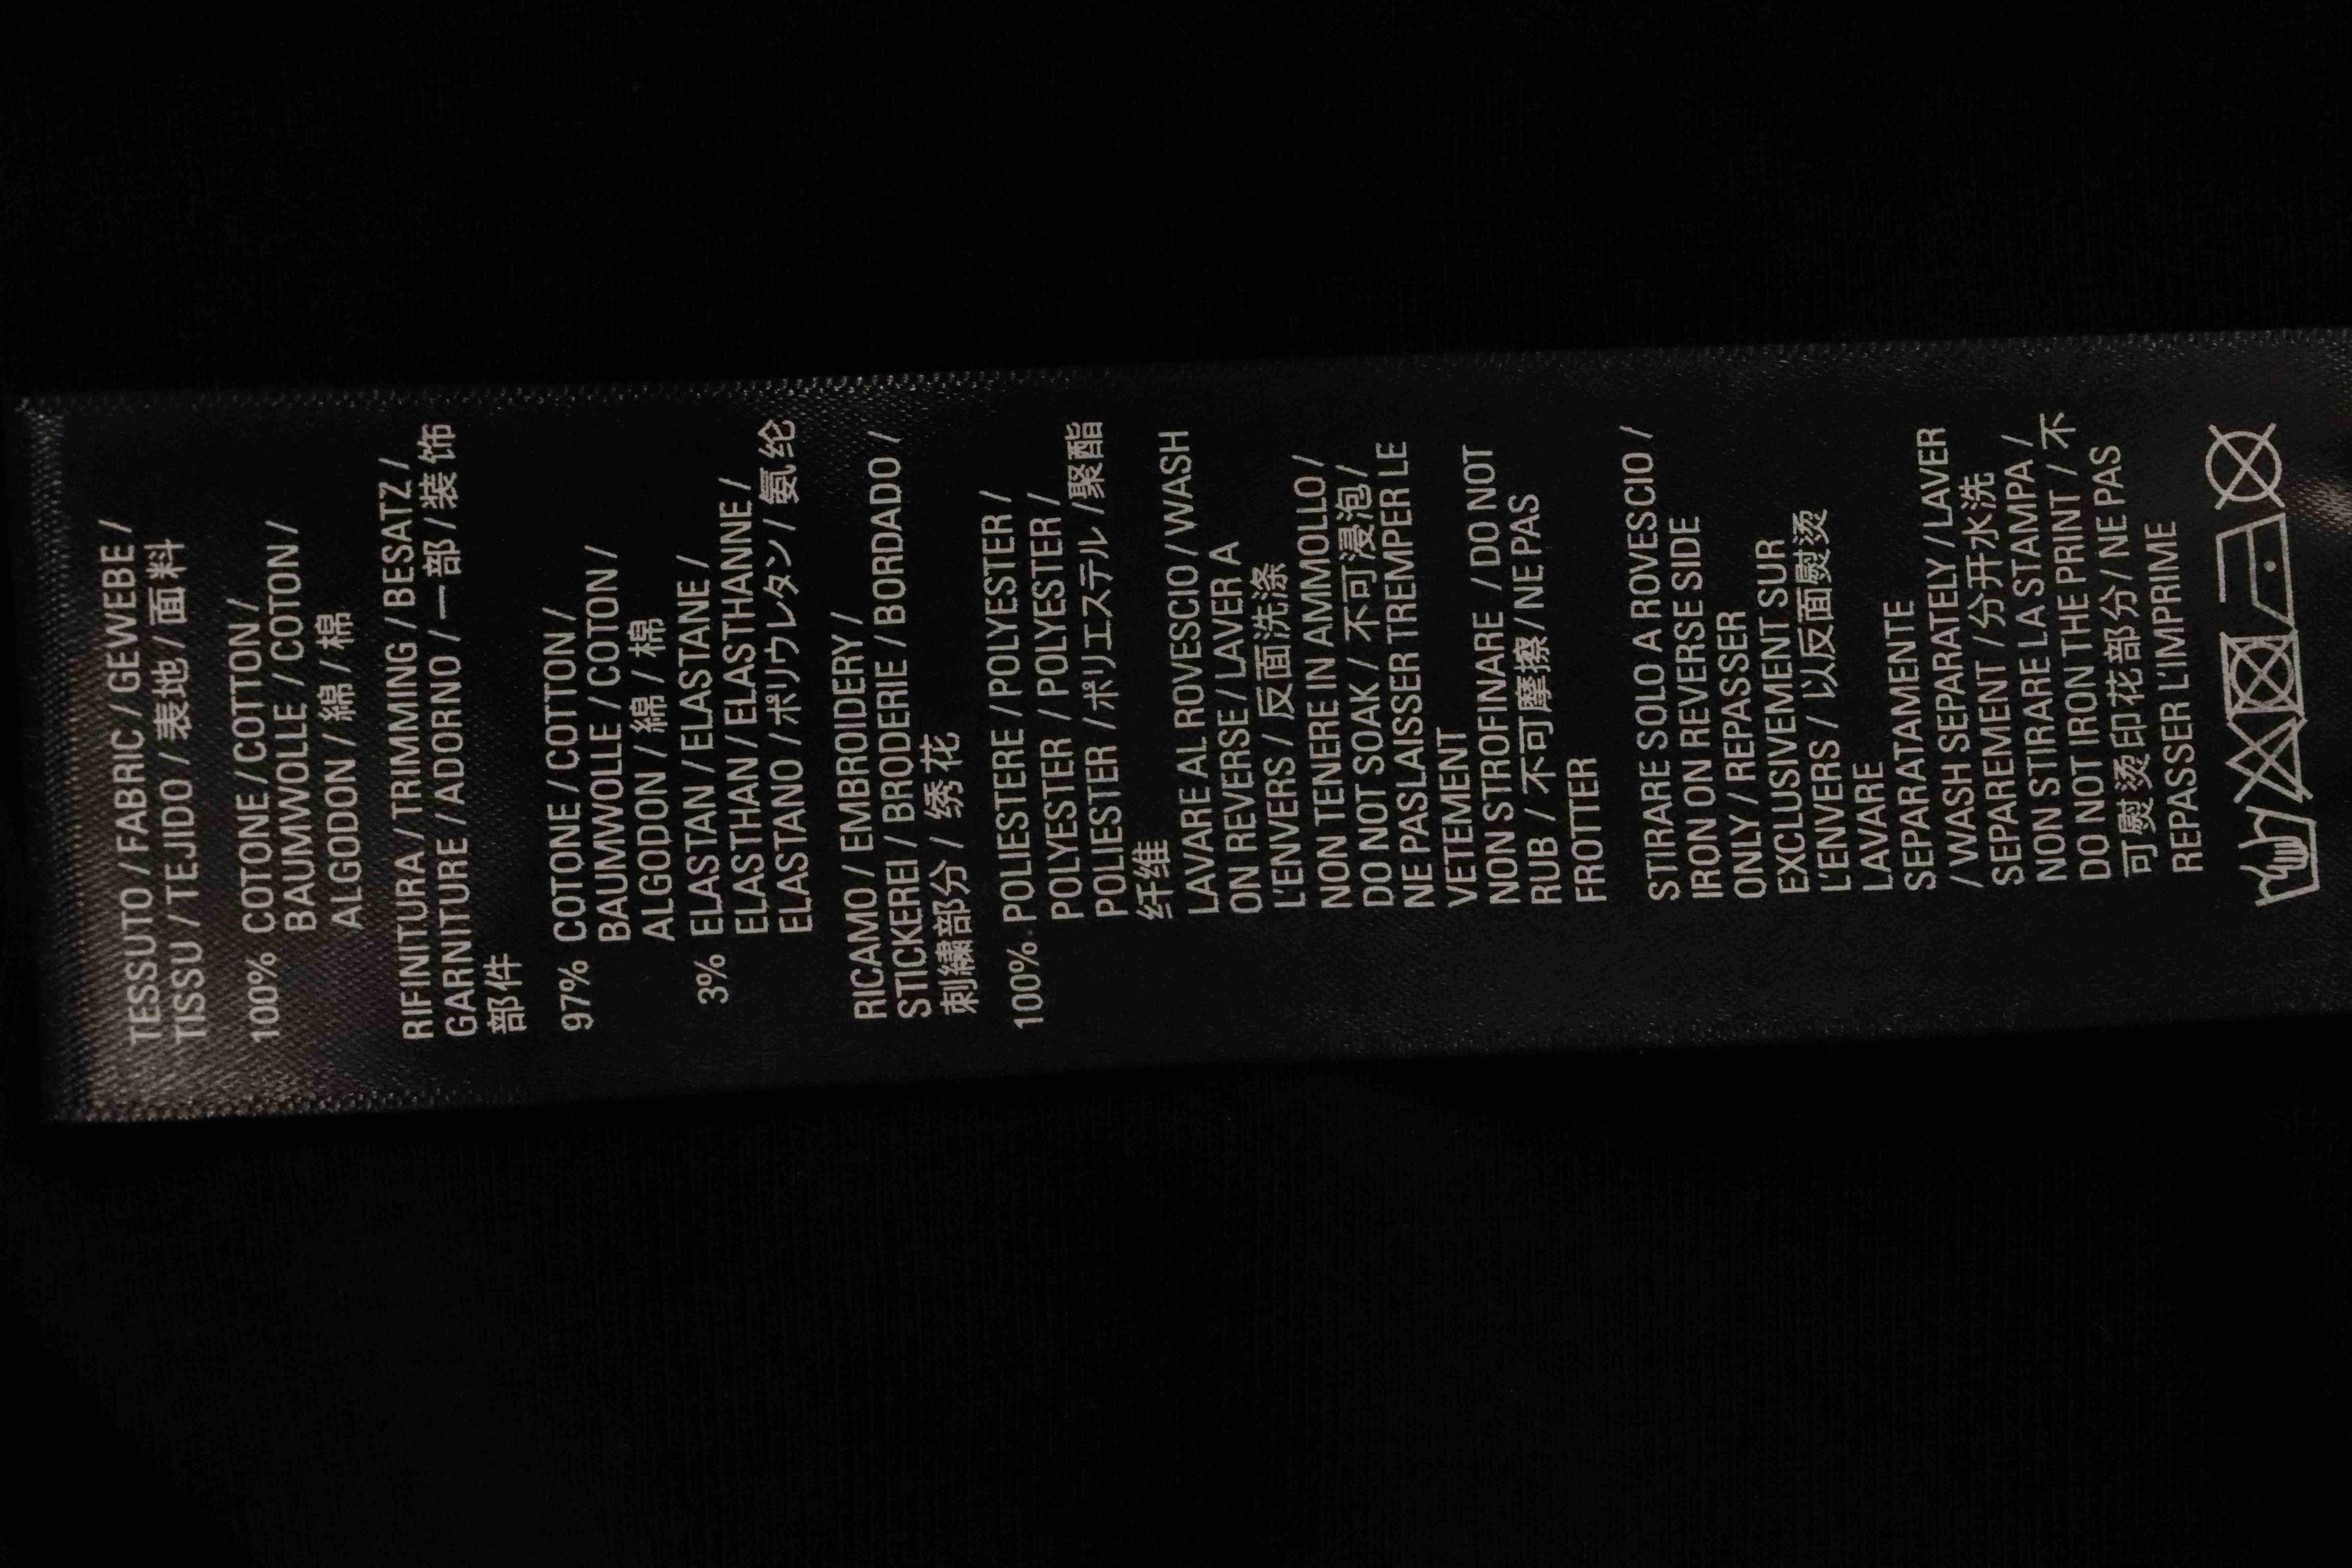 TESSUTO / FABRIC / GEWEBE /
TISSU / TEJIDO / 表地 / 面料
100% COTONE / COTTON /
BAUMWOLLE / COTON /
ALGODON / 綿 / 棉
RIFINITURA / TRIMMING / BESATZ /
GARNITURE / ADORNO / 一部 / 装饰
部件
97% COTONE / COTTON /
BAUMWOLLE / COTON /
ALGODON / 綿 / 棉
3% ELASTAN / ELASTANE /
ELASTHAN / ELASTHANNE /
ELASTANO / ポリウレタン / 氨纶
RICAMO / EMBROIDERY /
STICKEREI / BRODERIE / BORDADO /
刺繍部分 / 绣花
100% POLIESTERE / POLYESTER /
POLYESTER / POLYESTER /
POLIESTER / ポリエステル / 聚酯
纤维
LAVARE AL ROVESCIO / WASH
ON REVERSE / LAVER A
L'ENVERS / 反面洗涤
NON TENERE IN AMMOLLO /
DO NOT SOAK / 不可浸泡 /
NE PAS LAISSER TREMPER LE
VETEMENT
NON STROFINARE / DO NOT
RUB / 不可摩擦 / NE PAS
FROTTER
STIRARE SOLO A ROVESCIO /
IRON ON REVERSE SIDE
ONLY / REPASSER
EXCLUSIVEMENT SUR
L'ENVERS / 以反面熨烫
LAVARE
SEPARATAMENTE
/ WASH SEPARATELY / LAVER
SEPAREMENT / 分开水洗
NON STIRARE LA STAMPA /
DO NOT IRON THE PRINT / 不
可熨烫印花部分 / NE PAS
REPASSER L'IMPRIME